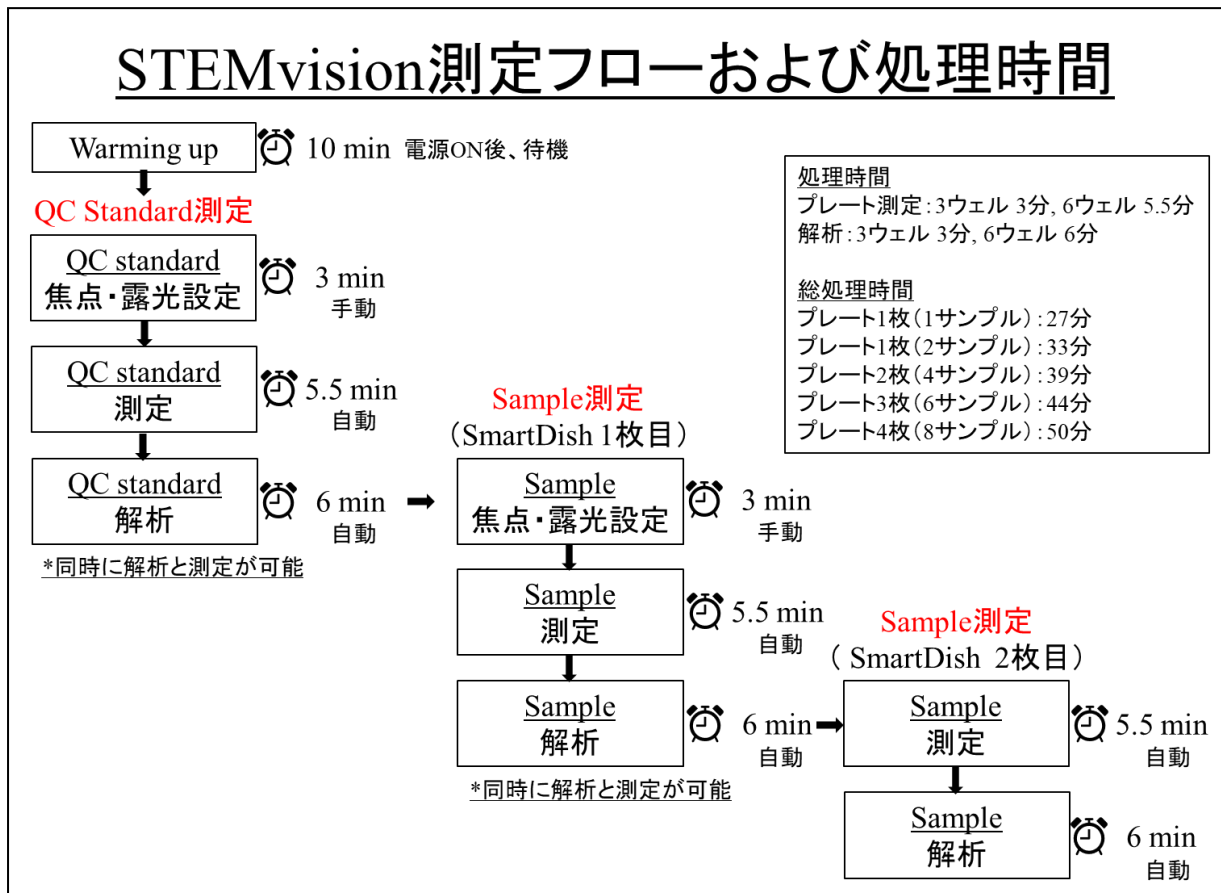 STEMvision測定フローおよび処理時間
Warming up
10 min 電源ON後、待機
QC Standard測定
QC standard
焦点・露光設定
3 min
手動
QC standard
測定
5.5 min
自動
QC standard
解析
6 min
自動
*同時に解析と測定が可能
Sample測定
(SmartDish 1枚目)
Sample
焦点・露光設定
3 min
手動
Sample
測定
5.5 min
自動
Sample
解析
6 min
自動
*同時に解析と測定が可能
Sample測定
( SmartDish 2枚目)
Sample
測定
5.5 min
自動
Sample
解析
6 min
自動
処理時間
プレート測定:3ウェル 3分, 6ウェル 5.5分
解析:3ウェル 3分, 6ウェル 6分
総処理時間
プレート1枚(1サンプル):27分
プレート1枚(2サンプル):33分
プレート2枚(4サンプル):39分
プレート3枚(6サンプル):44分
プレート4枚(8サンプル):50分